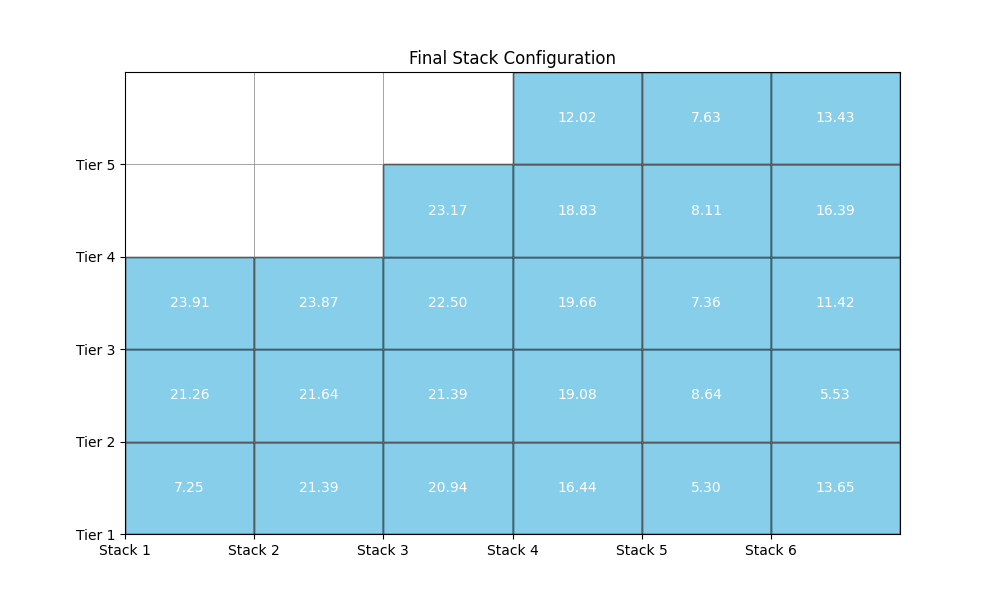 Final Stack Configuration
12.02 7.63 13.43
Tier 5
23.17 18.83 8.11 16.39
Tier 4
23.91 23.87 22.50 19.66 7.36 11.42
Tier 3
21.26 21.64 21.39 19.08 8.64 5.53
Tier 2
7.25 21.39 20.94 16.44 5.30 13.65
Tier 1
Stack 1 Stack 2 Stack 3 Stack 4 Stack 5 Stack 6